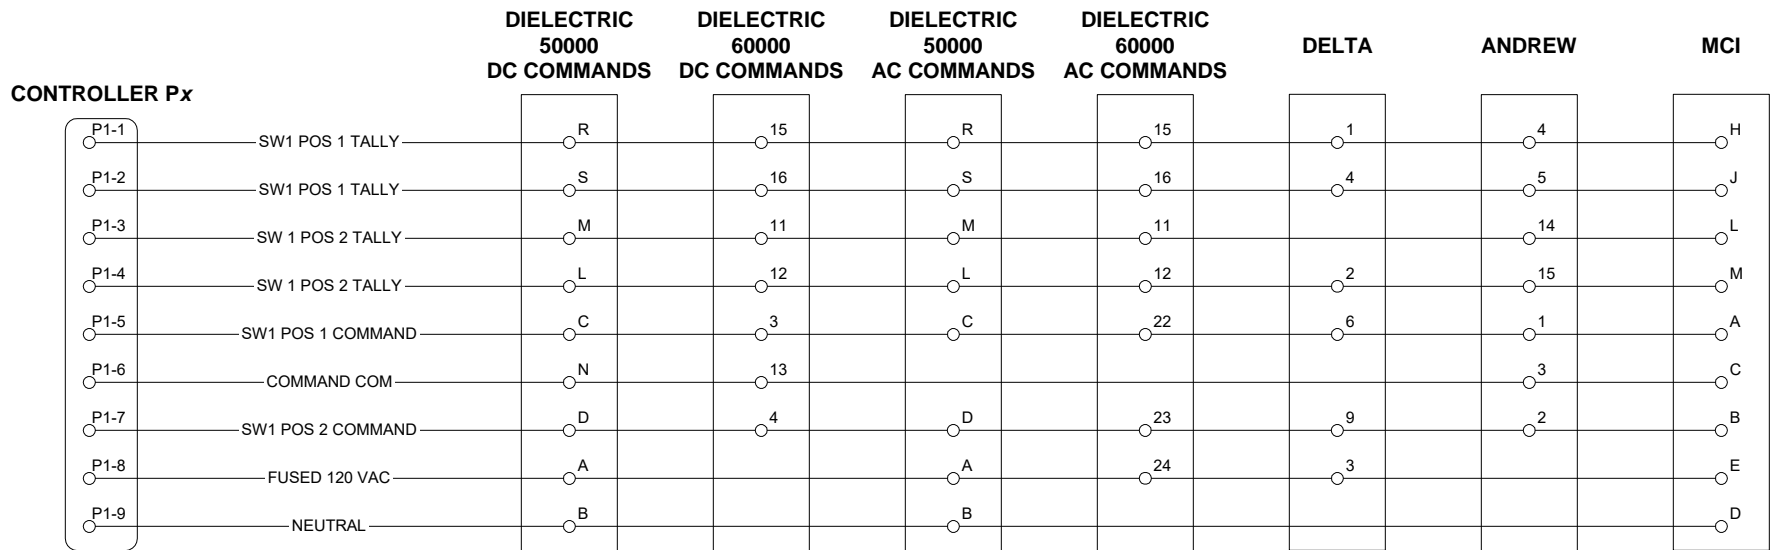 DIELECTRIC 50000 DC COMMANDS
DIELECTRIC 60000 DC COMMANDS
DIELECTRIC 50000 AC COMMANDS
DIELECTRIC 60000 AC COMMANDS
DELTA
ANDREW
MCI
CONTROLLER Px
P1-1 SW1 POS 1 TALLY R 15 R 15 1 4 H
P1-2 SW1 POS 1 TALLY S 16 S 16 4 5 J
P1-3 SW 1 POS 2 TALLY M 11 M 11 14 L
P1-4 SW 1 POS 2 TALLY L 12 L 12 2 15 M
P1-5 SW1 POS 1 COMMAND C 3 C 22 6 1 A
P1-6 COMMAND COM N 13 3 C
P1-7 SW1 POS 2 COMMAND D 4 D 23 9 2 B
P1-8 FUSED 120 VAC A A 24 3 E
P1-9 NEUTRAL B B D